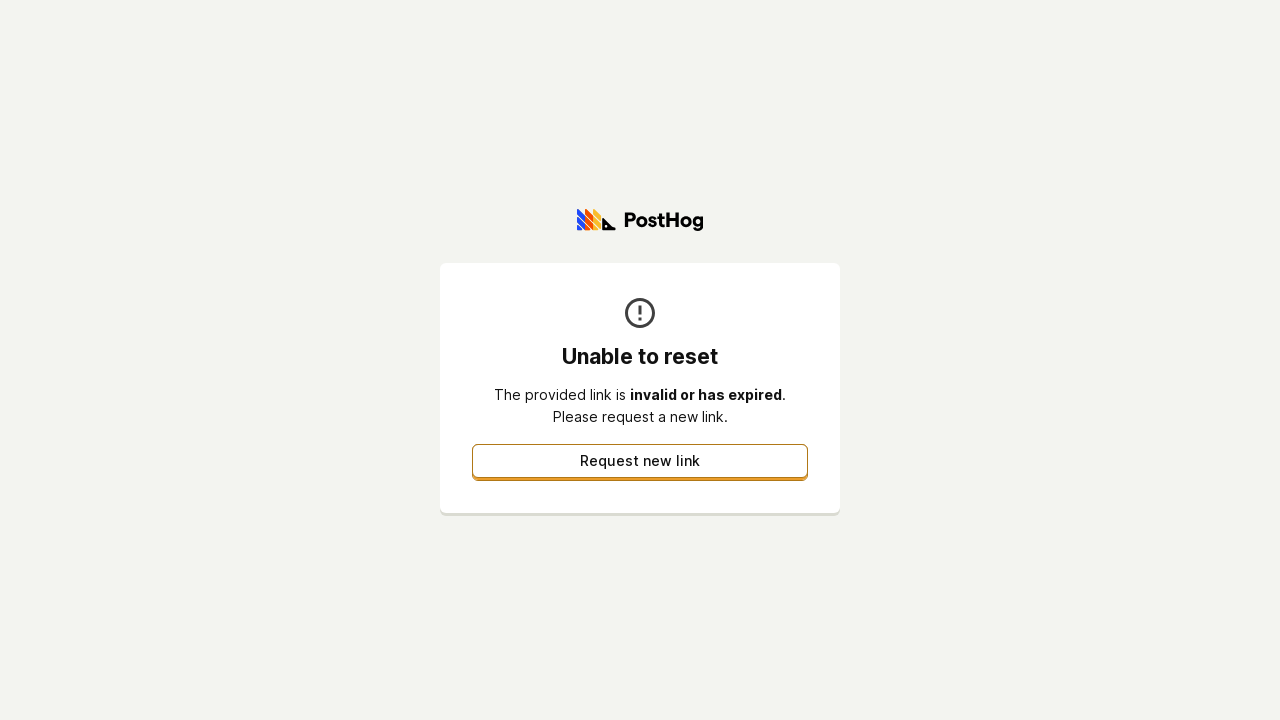 PostHog
Unable to reset
The provided link is invalid or has expired.
Please request a new link.
Request new link